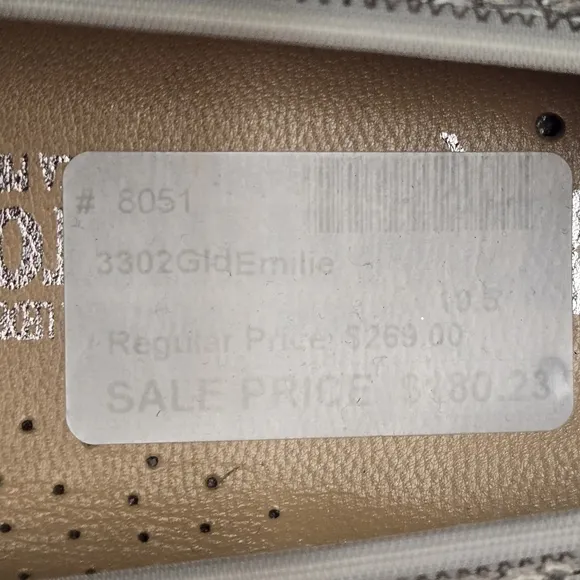 # 8051
3302GldEmilie
10.5
Regular Price: $269.00
SALE PRICE $180.23